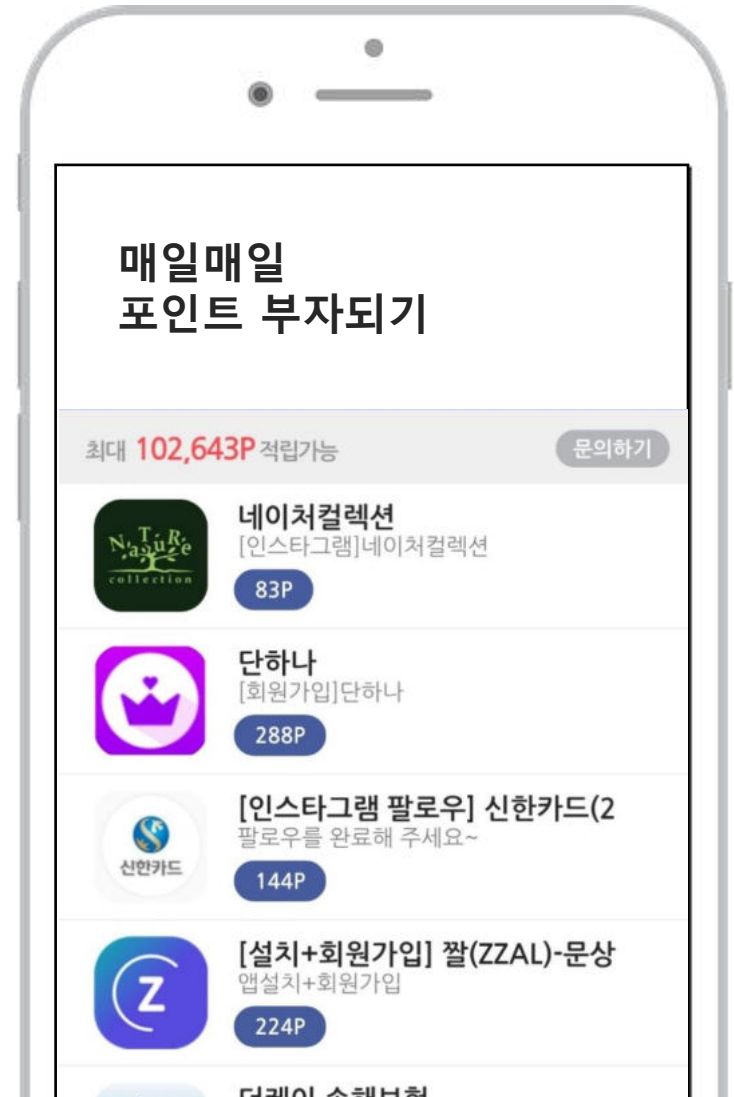 매일매일
포인트 부자되기
최대 102,643P 적립가능
문의하기
NaTuRe
collection
네이처컬렉션
[인스타그램]네이처컬렉션
83P
단하나
[회원가입]단하나
288P
신한카드
[인스타그램 팔로우] 신한카드(2
팔로우를 완료해 주세요~
144P
Z
[설치+회원가입] 짤(ZZAL)-문상
앱설치+회원가입
224P